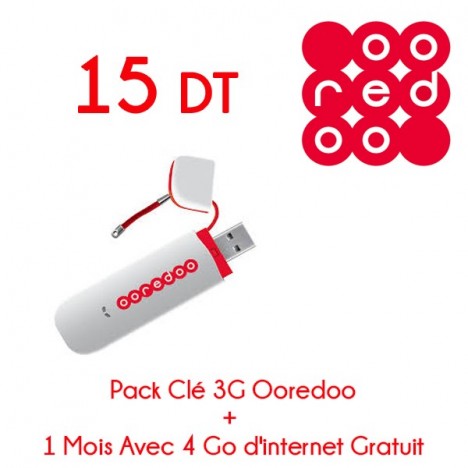 15 DT
oo
red
oo
ooredoo
Pack Clé 3G Ooredoo
+
1 Mois Avec 4 Go d'internet Gratuit